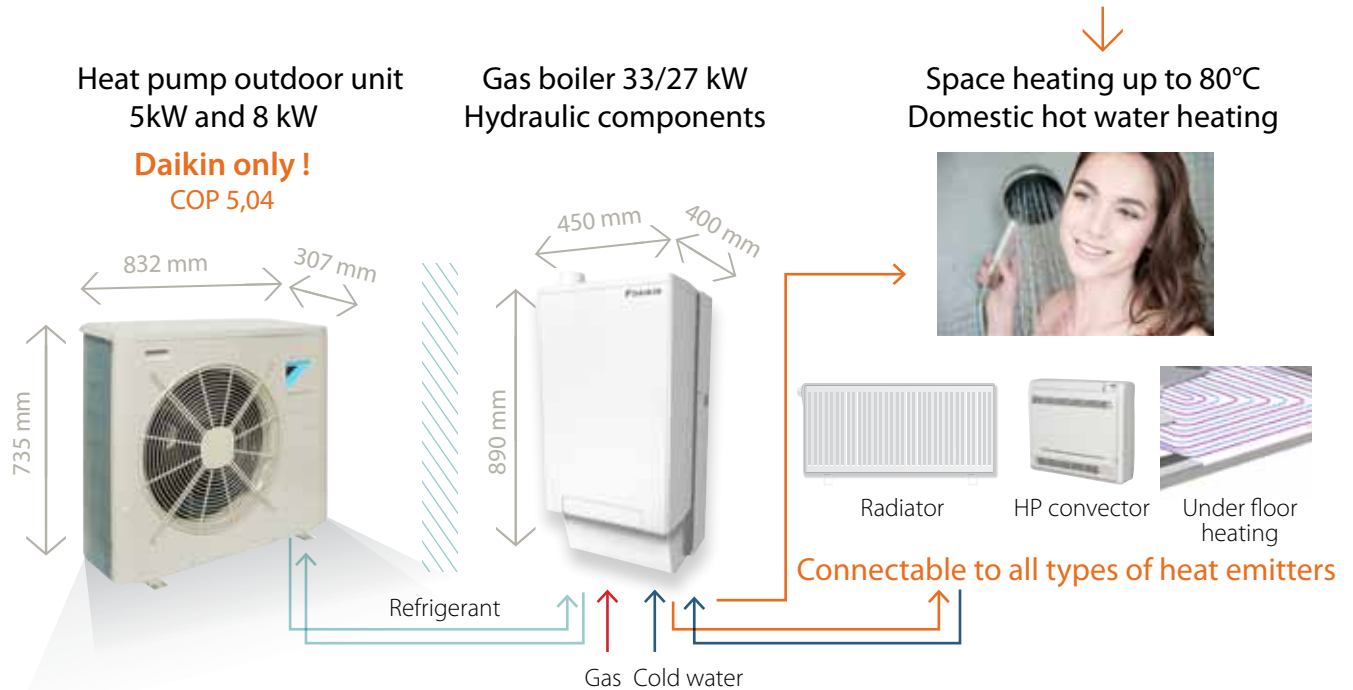 Heat pump outdoor unit
5kW and 8 kW
Daikin only !
COP 5,04
832 mm
307 mm
735 mm
Gas boiler 33/27 kW
Hydraulic components
450 mm
400 mm
890 mm
DAIKIN
Space heating up to 80°C
Domestic hot water heating
Radiator
HP convector
Under floor
heating
Connectable to all types of heat emitters
Refrigerant
Gas
Cold water